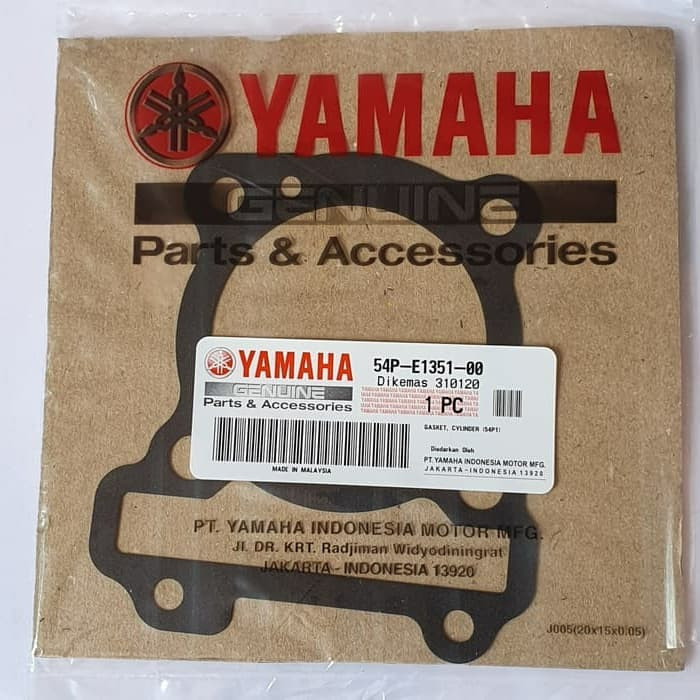 YAMAHA
GENUINE
Parts & Accessories
YAMAHA
GENUINE
Parts & Accessories
MADE IN MALAYSIA
54P-E1351-00
Dikemas 310120
1 PC
GASKET, CYLINDER (54P1)
Diedarkan Oleh
PT. YAMAHA INDONESIA MOTOR MFG.
JAKARTA-INDONESIA 13920
PT. YAMAHA INDONESIA MOTOR MFG.
Jl. DR. KRT. Radjiman Widyodiningrat
JAKARTA - INDONESIA 13920
J005(20x15x0.05)